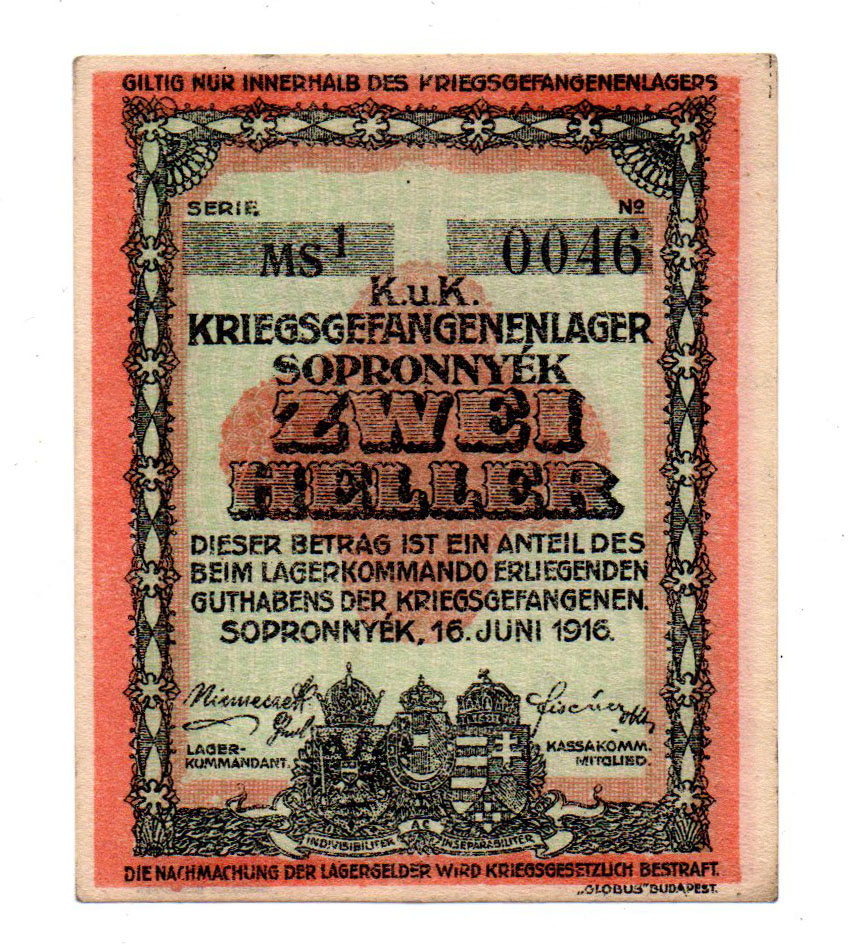 GILTIG NUR INNERHALB DES KRIEGSGEFANGENENLAGERS
SERIE Nº
MS¹ 0046
K.u.K.
KRIEGSGEFANGENENLAGER
SOPRONNYÉK
ZWEI
HELLER
DIESER BETRAG IST EIN ANTEIL DES
BEIM LAGERKOMMANDO ERLIEGENDEN
GUTHABENS DER KRIEGSGEFANGENEN.
SOPRONNYÉK, 16. JUNI 1916.
LAGER-
KOMMANDANT.
KASSAKOMM.
MITGLIED.
INDIVISIBILITER AC INSEPARABILITER
DIE NACHMACHUNG DER LAGERGELDER WIRD KRIEGSGESETZLICH BESTRAFT.
„GLOBUS" BUDAPEST.